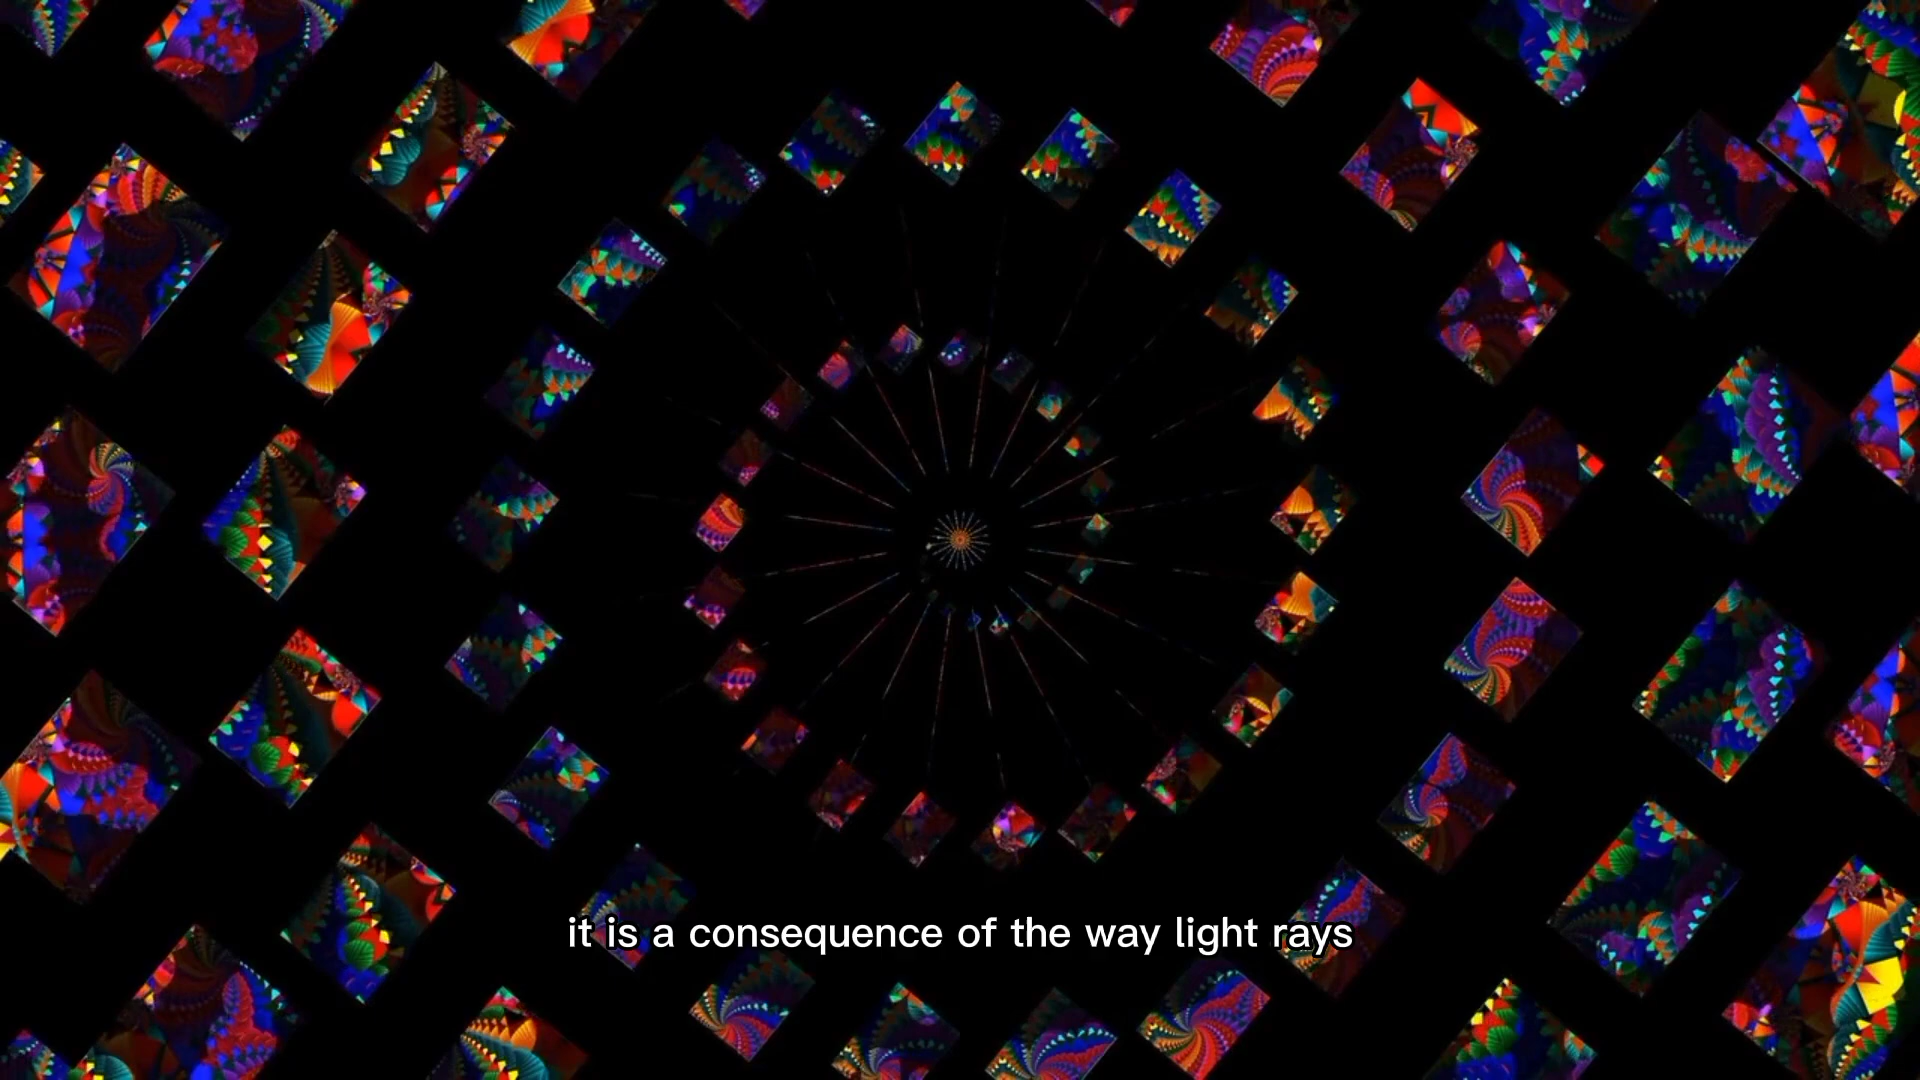 it is a consequence of the way light rays